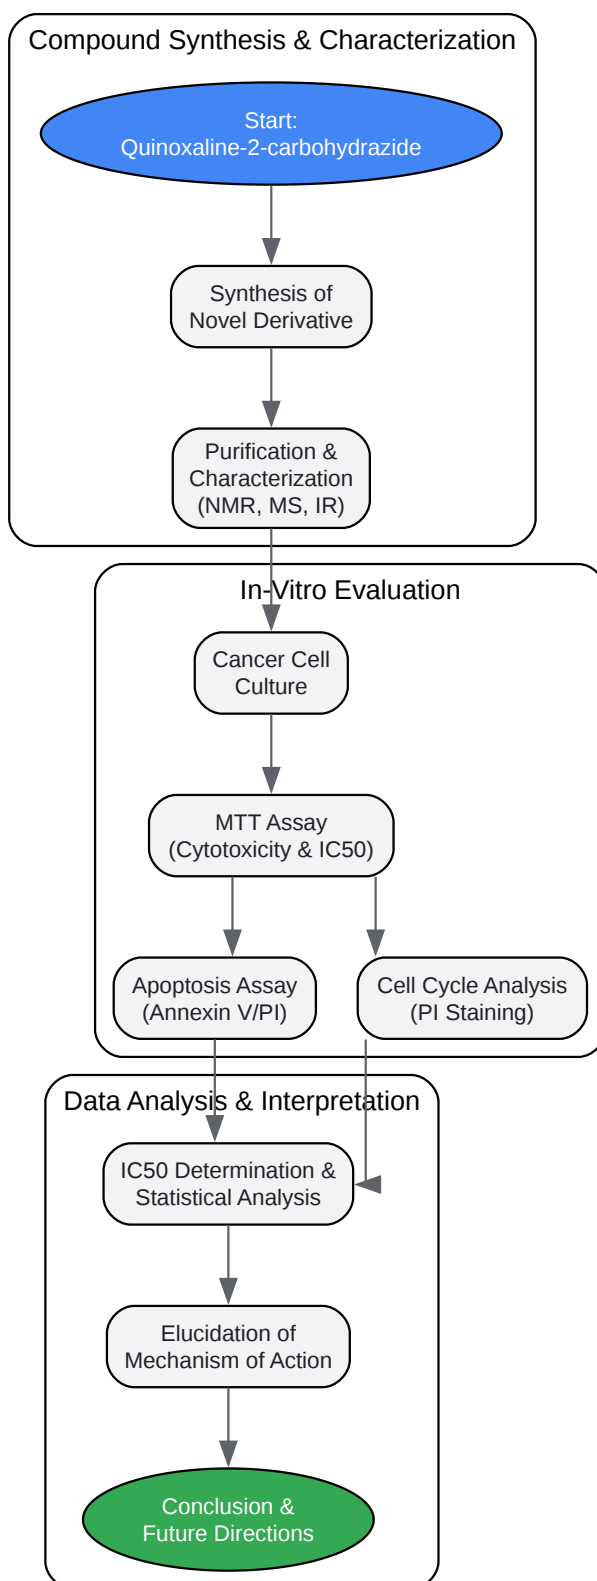 Compound Synthesis & Characterization
Start:
Quinoxaline-2-carbohydrazide
Synthesis of
Novel Derivative
Purification &
Characterization
(NMR, MS, IR)
In-Vitro Evaluation
Cancer Cell
Culture
MTT Assay
(Cytotoxicity & IC50)
Apoptosis Assay
(Annexin V/PI)
Cell Cycle Analysis
(PI Staining)
Data Analysis & Interpretation
IC50 Determination &
Statistical Analysis
Elucidation of
Mechanism of Action
Conclusion &
Future Directions